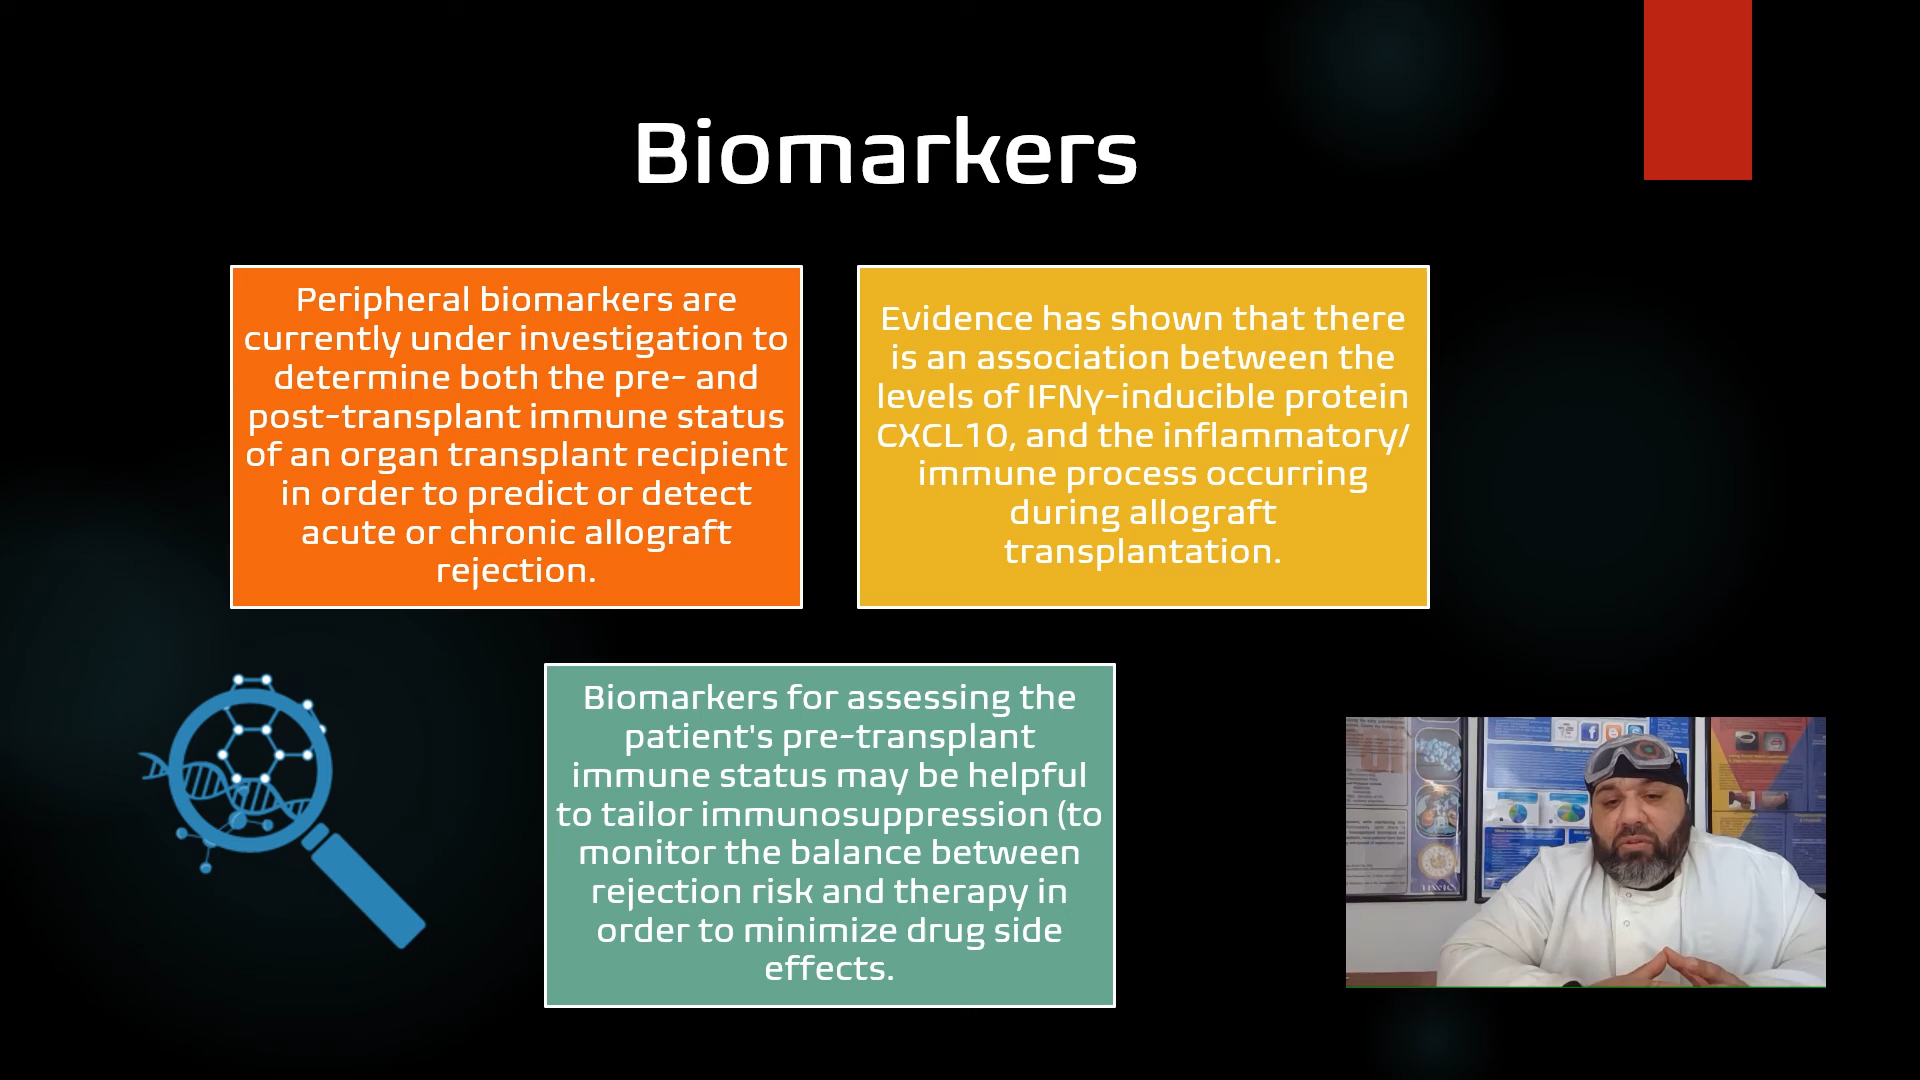 Biomarkers
Peripheral biomarkers are
currently under investigation to
determine both the pre- and
post-transplant immune status
of an organ transplant recipient
in order to predict or detect
acute or chronic allograft
rejection.
Evidence has shown that there
is an association between the
levels of IFNγ-inducible protein
CXCL10, and the inflammatory/
immune process occurring
during allograft
transplantation.
Biomarkers for assessing the
patient's pre-transplant
immune status may be helpful
to tailor immunosuppression (to
monitor the balance between
rejection risk and therapy in
order to minimize drug side
effects.